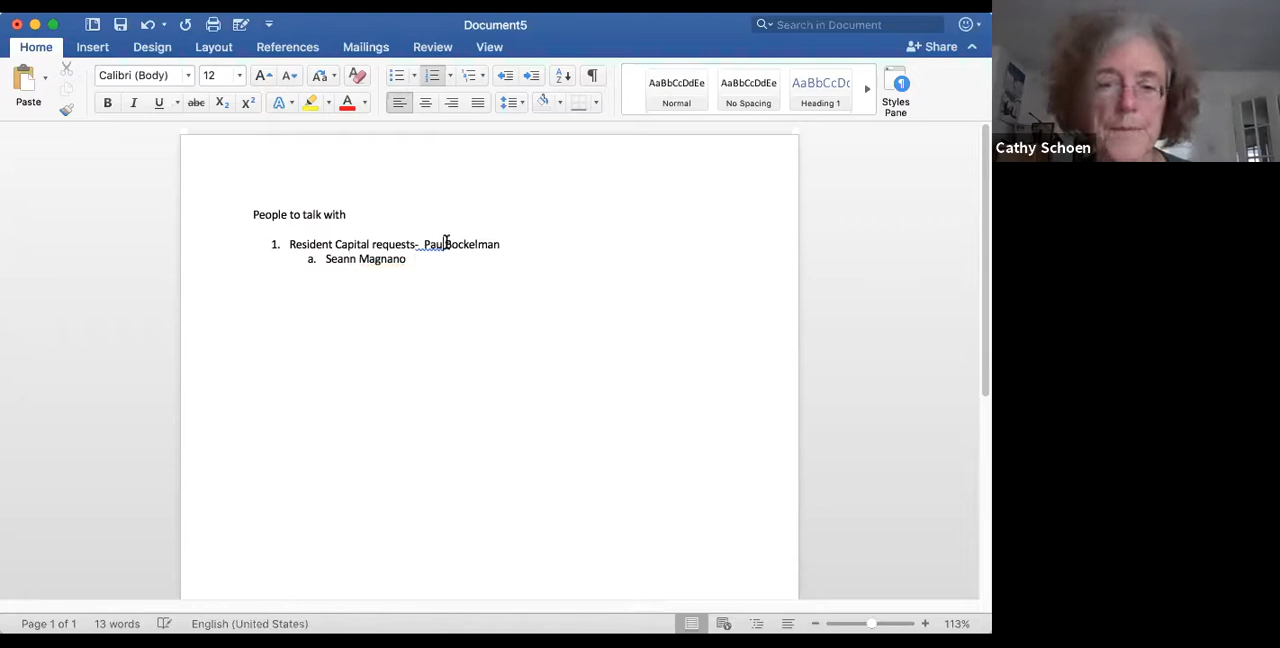 Document5
Search in Document
Home Insert Design Layout References Mailings Review View Share
Calibri (Body) 12
Paste
AaBbCcDdEe AaBbCcDdEe AaBbCcDc
Normal No Spacing Heading 1
Styles
Pane
Cathy Schoen
People to talk with
1. Resident Capital requests- Pau Bockelman
a. Seann Magnano
Page 1 of 1 13 words English (United States) 113%